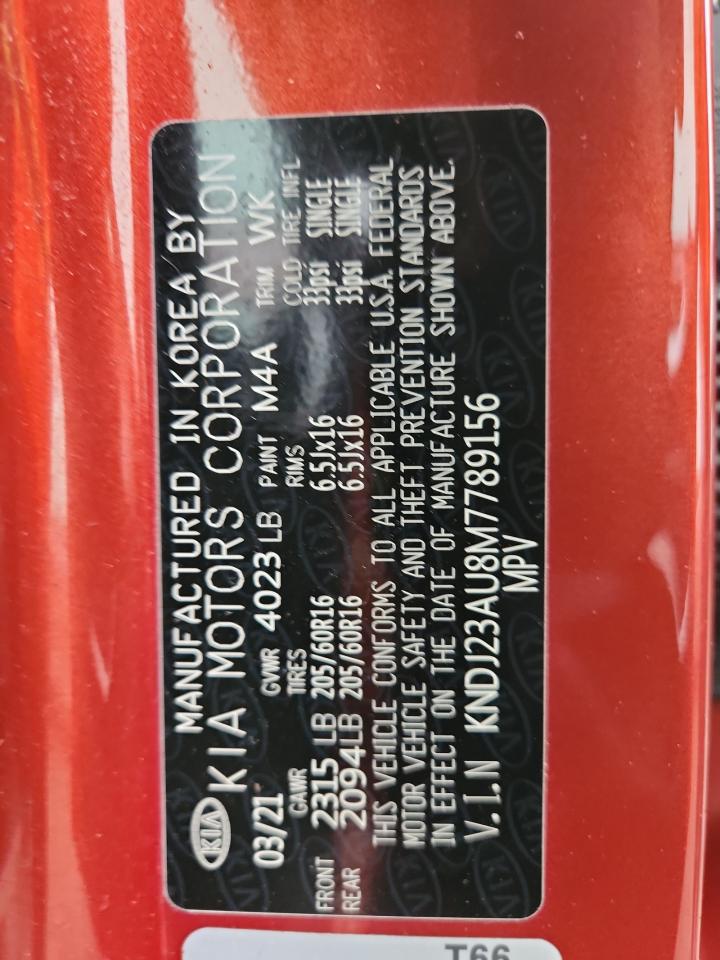 KIA
MANUFACTURED IN KOREA BY
KIA MOTORS CORPORATION
03/21 GVWR 4023 LB PAINT M4A TRIM WK
GAWR TIRES RIMS COLD TIRE INFL
FRONT 2315 LB 205/60R16 6.5Jx16 33psi SINGLE
REAR 2094LB 205/60R16 6.5Jx16 33psi SINGLE
THIS VEHICLE CONFORMS TO ALL APPLICABLE U.S.A. FEDERAL
MOTOR VEHICLE SAFETY AND THEFT PREVENTION STANDARDS
IN EFFECT ON THE DATE OF MANUFACTURE SHOWN ABOVE.
V.I.N KNDJ23AU8M7789156
MPV
T66